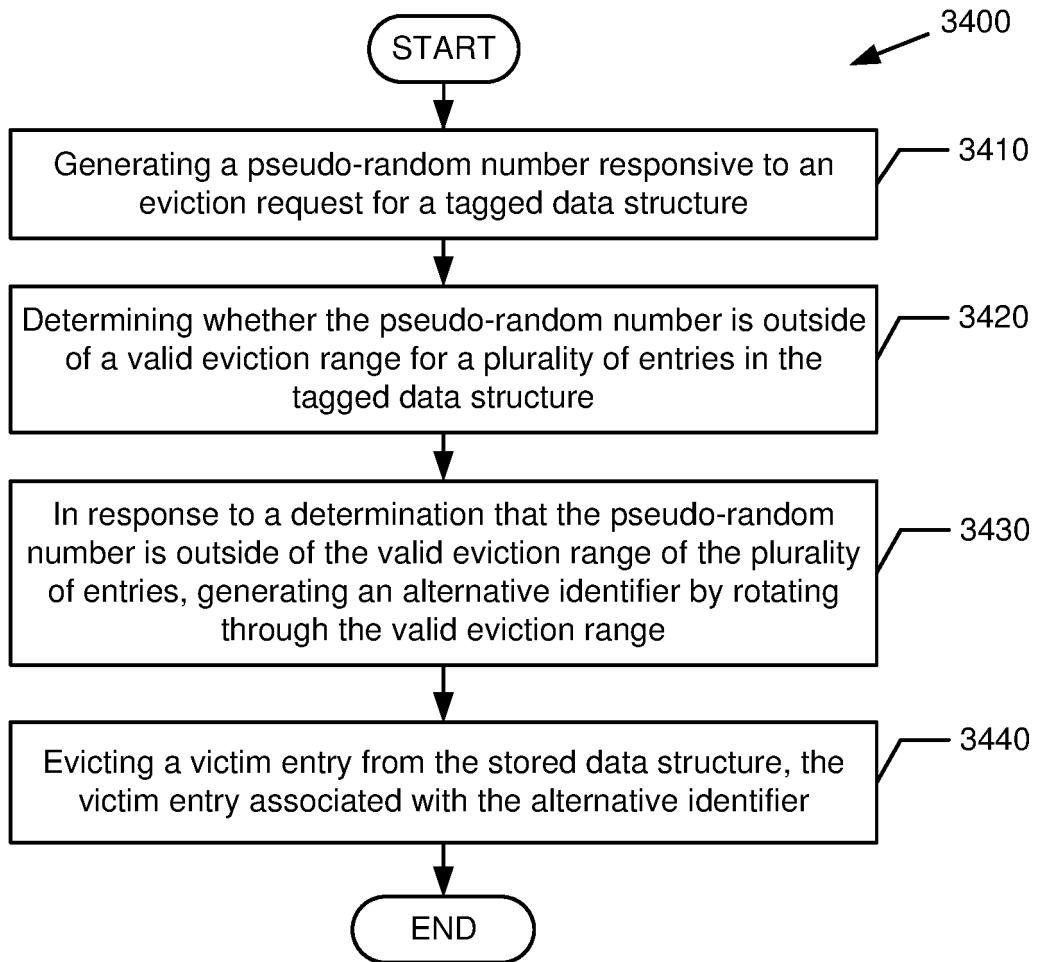 START
3400
Generating a pseudo-random number responsive to an
eviction request for a tagged data structure
3410
Determining whether the pseudo-random number is outside
of a valid eviction range for a plurality of entries in the
tagged data structure
3420
In response to a determination that the pseudo-random
number is outside of the valid eviction range of the plurality
of entries, generating an alternative identifier by rotating
through the valid eviction range
3430
Evicting a victim entry from the stored data structure, the
victim entry associated with the alternative identifier
3440
END